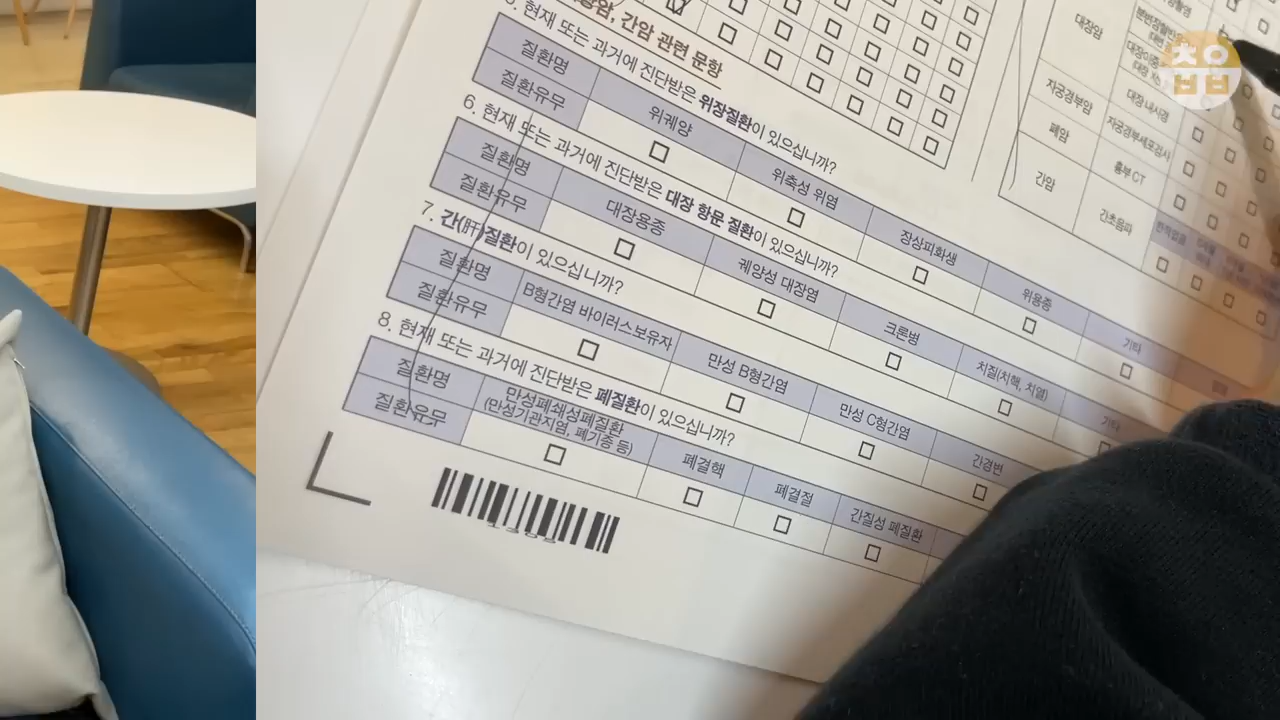 대장암
자궁경부암
폐암
간암
대장 내시경
자궁경부세포검사
흉부 CT
간초음파
챔용
간암 관련 문항
현재 또는 과거에 진단받은 위장질환이 있으십니까?
질환명 위궤양 위축성 위염 장상피화생 위용종 기타
질환유무 □ □ □ □ □
6. 현재 또는 과거에 진단받은 대장 항문 질환이 있으십니까?
질환명 대장용종 궤양성 대장염 크론병 치질(치핵, 치열) 기타
질환유무 □ □ □ □ □
7. 간(肝)질환이 있으십니까?
질환명 B형간염 바이러스보유자 만성 B형간염 만성 C형간염 간경변
질환유무 □ □ □ □
8. 현재 또는 과거에 진단받은 폐질환이 있으십니까?
질환명 만성폐쇄성폐질환 폐결핵 폐결절 간질성 폐질환
(만성기관지염, 폐기종 등)
질환유무 □ □ □ □